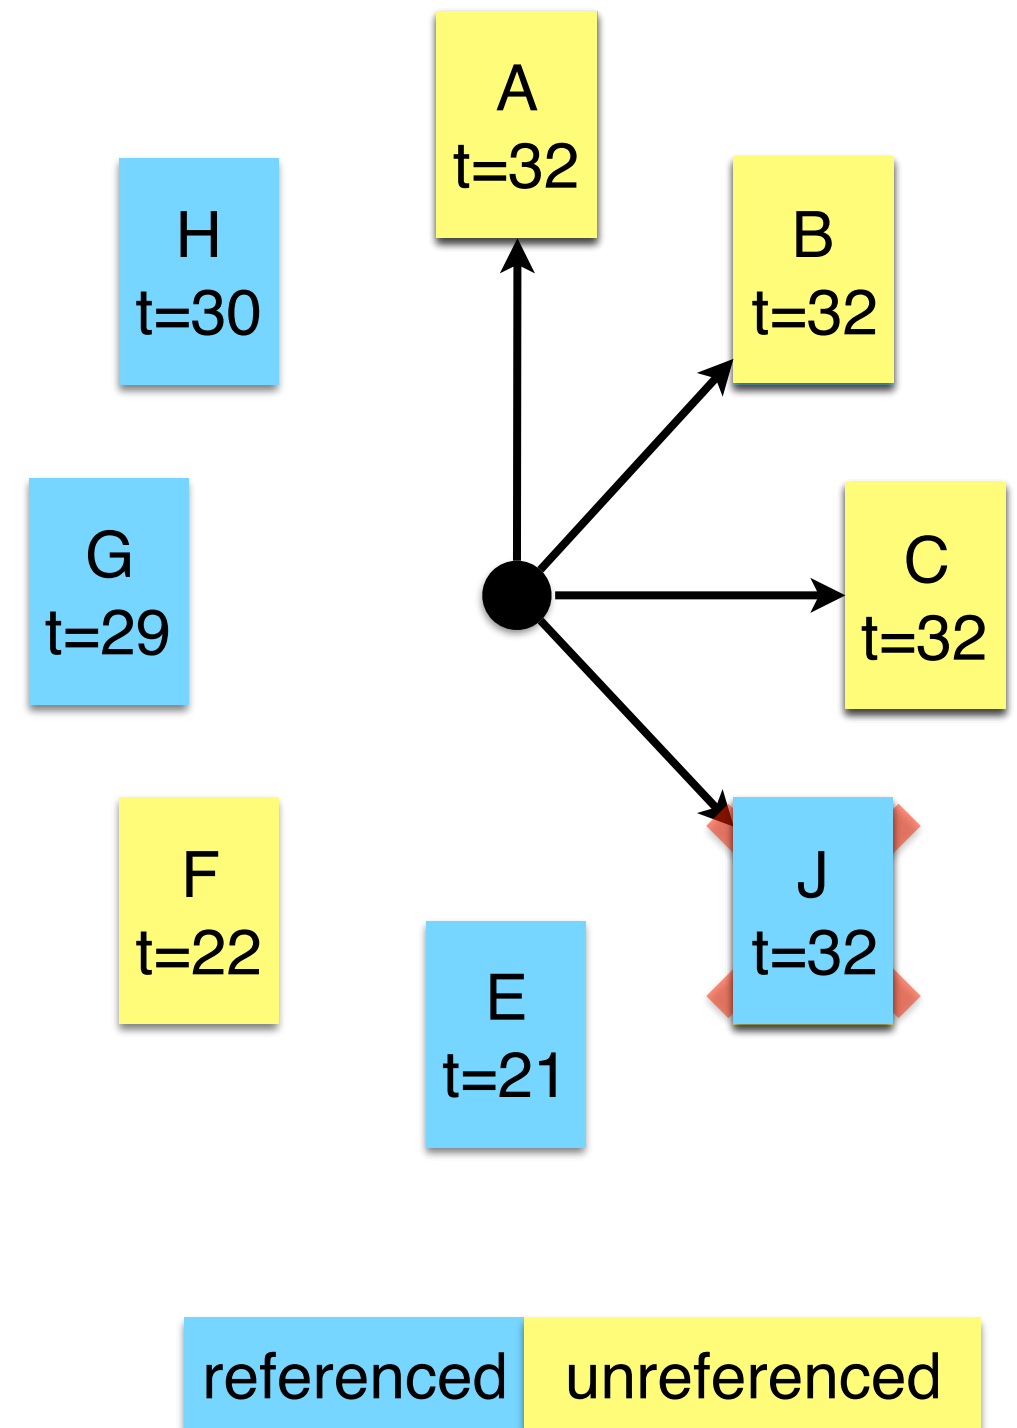 A
t=32
H
t=30
B
t=32
G
t=29
C
t=32
F
t=22
J
t=32
E
t=21
referenced
unreferenced